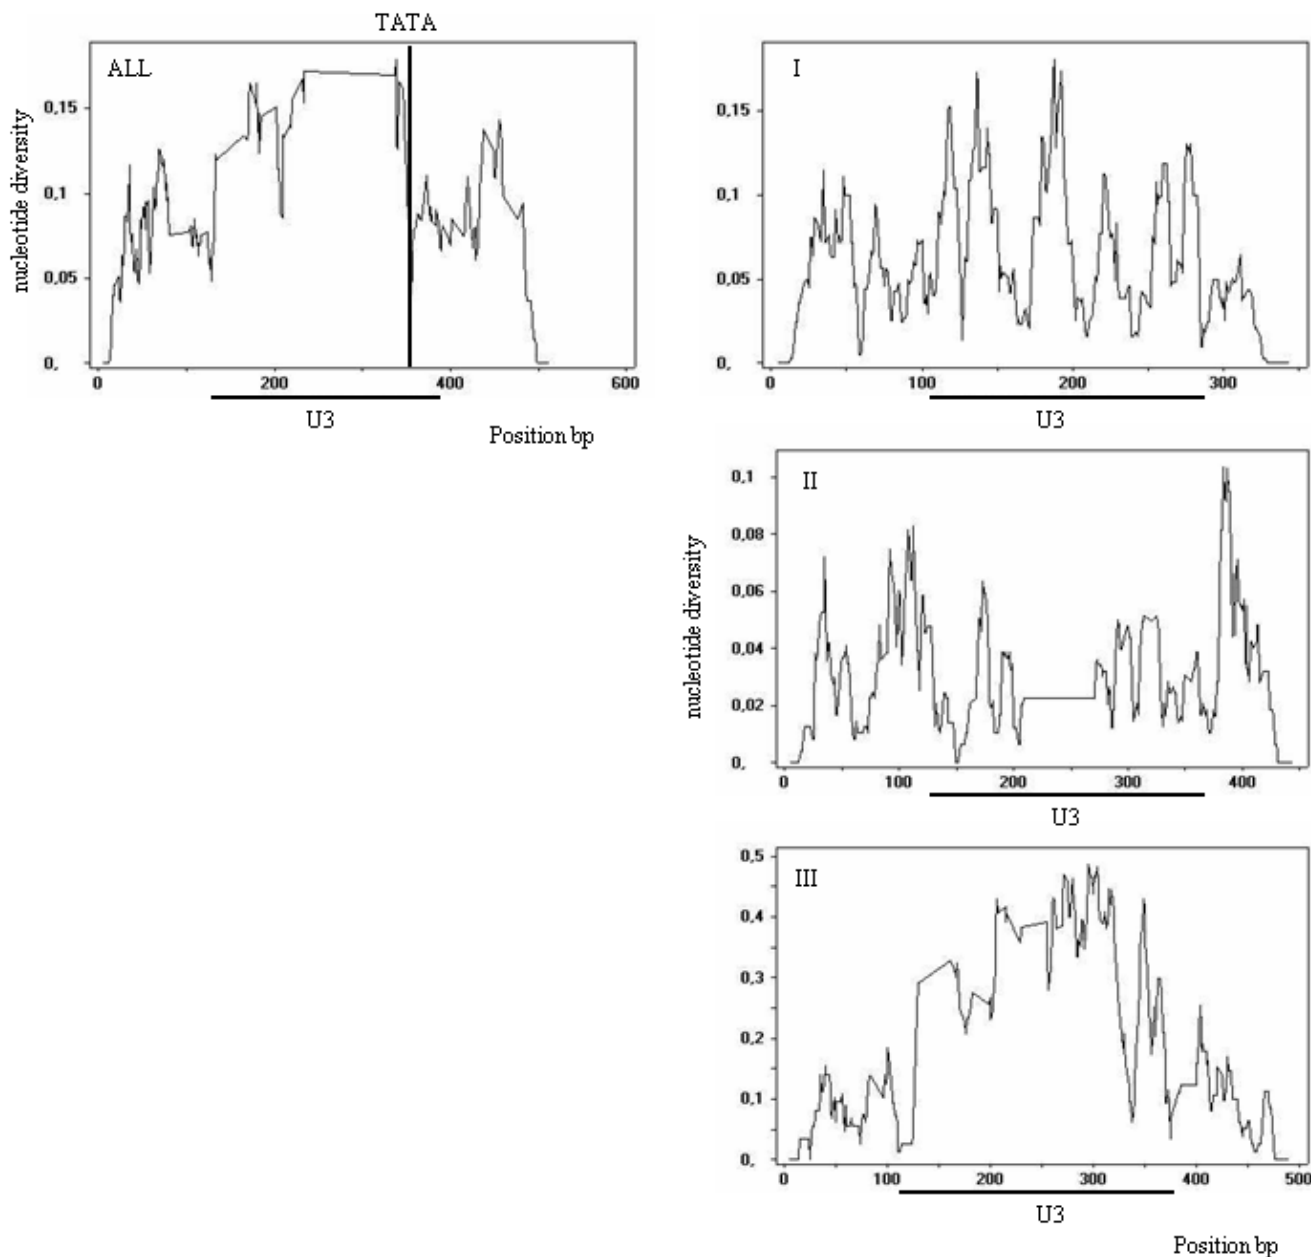 TATA
ALL
nucleotide diversity
0,15
0,1
0,05
0,
0 200 400 600
U3
Position bp
I
0,15
0,1
0,05
0,
0 100 200 300
U3
II
nucleotide diversity
0,1
0,08
0,06
0,04
0,02
0,
0 100 200 300 400
U3
III
0,5
0,4
0,3
0,2
0,1
0,
0 100 200 300 400 500
U3
Position bp